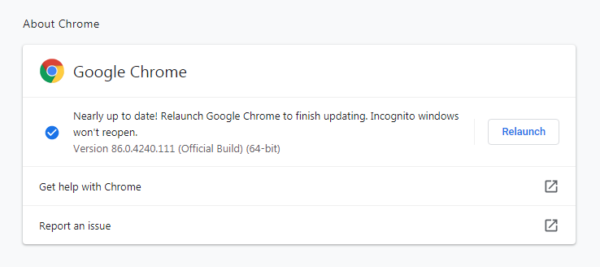 About Chrome
Google Chrome
Nearly up to date! Relaunch Google Chrome to finish updating. Incognito windows
won't reopen.
Relaunch
Version 86.0.4240.111 (Official Build) (64-bit)
Get help with Chrome
Report an issue